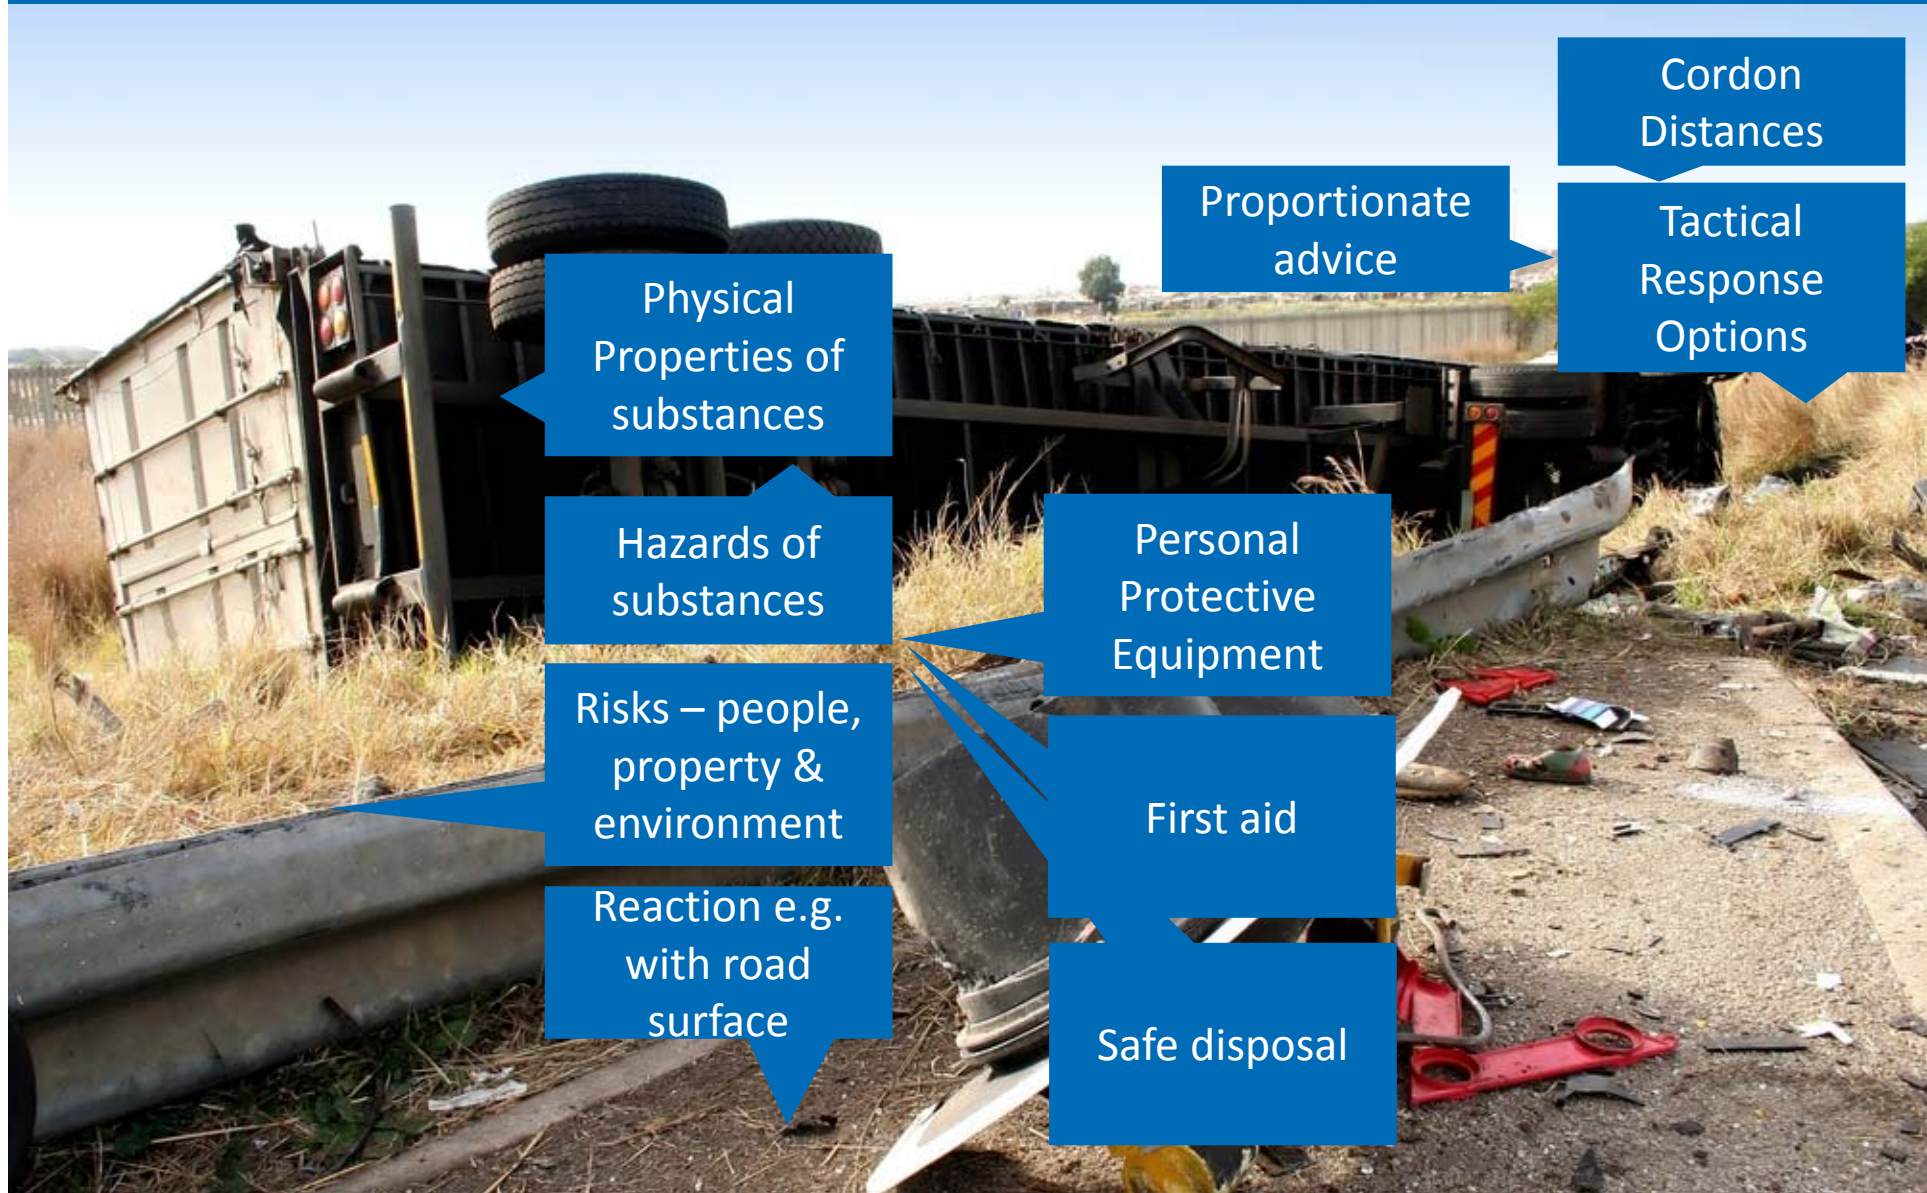 Cordon
Distances
Proportionate
advice
Tactical
Response
Options
Physical
Properties of
substances
Hazards of
substances
Personal
Protective
Equipment
Risks – people,
property &
environment
First aid
Reaction e.g.
with road
surface
Safe disposal